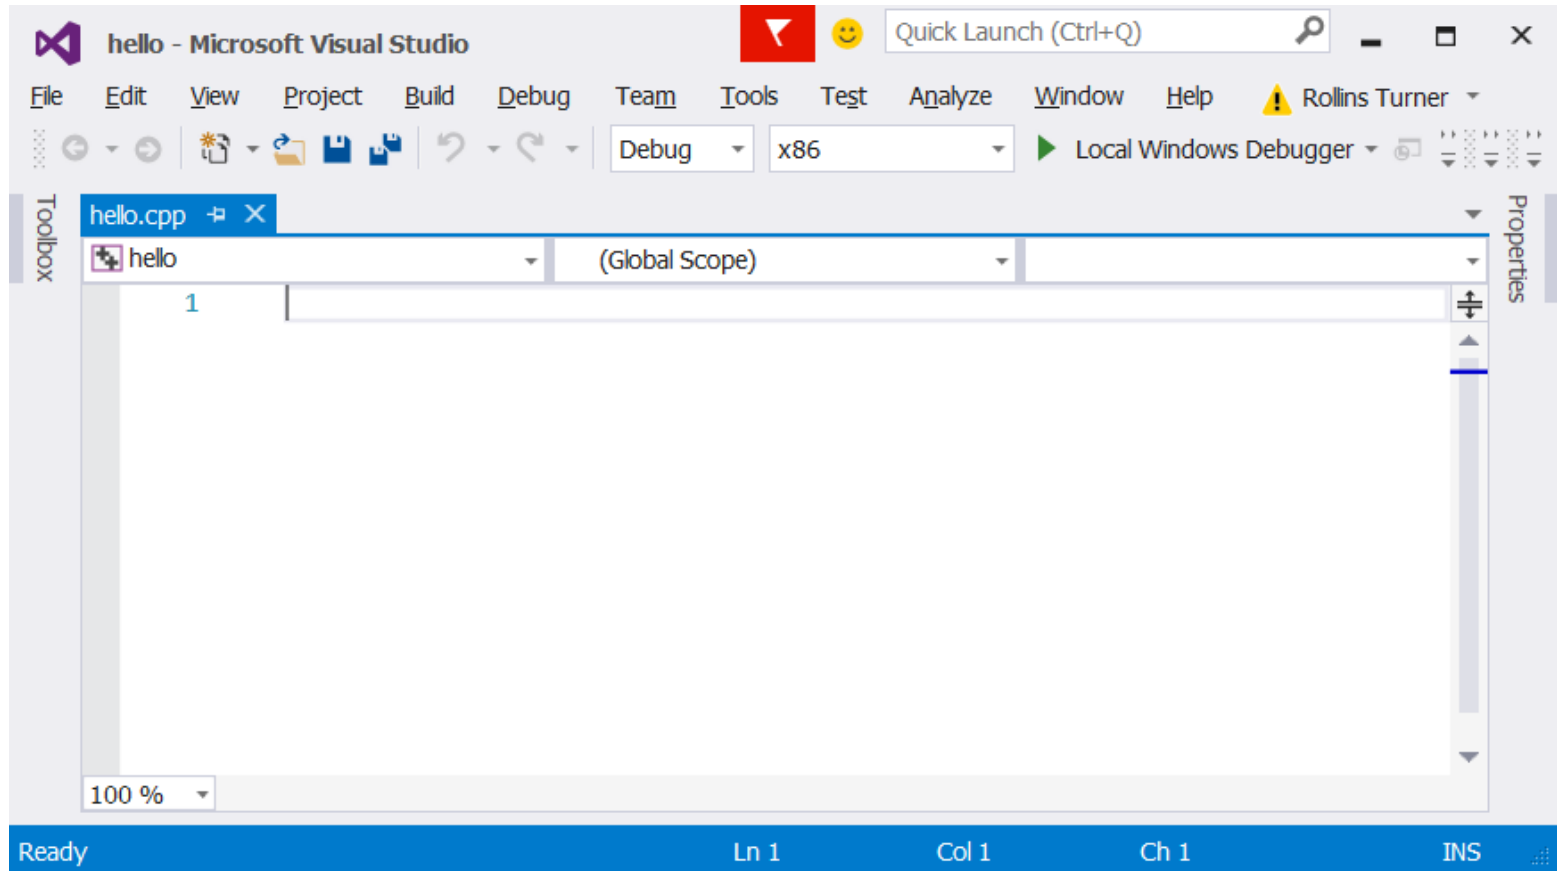 hello - Microsoft Visual Studio
Quick Launch (Ctrl+Q)
File Edit View Project Build Debug Team Tools Test Analyze Window Help Rollins Turner
Debug x86 Local Windows Debugger
Toolbox
hello.cpp
Properties
hello (Global Scope)
1
100 %
Ready Ln 1 Col 1 Ch 1 INS